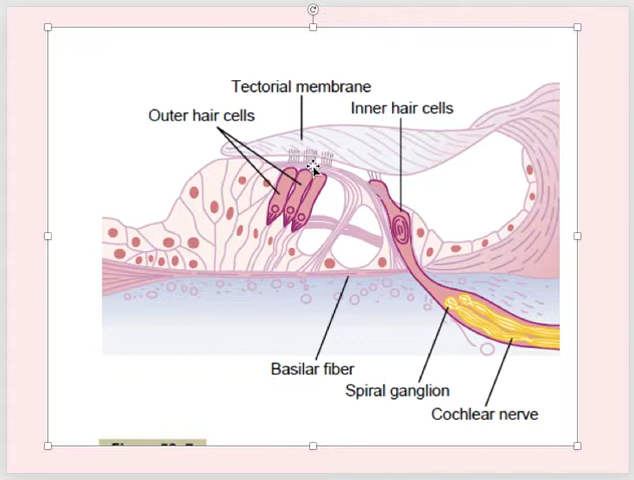 Tectorial membrane
Outer hair cells
Inner hair cells
Basilar fiber
Spiral ganglion
Cochlear nerve